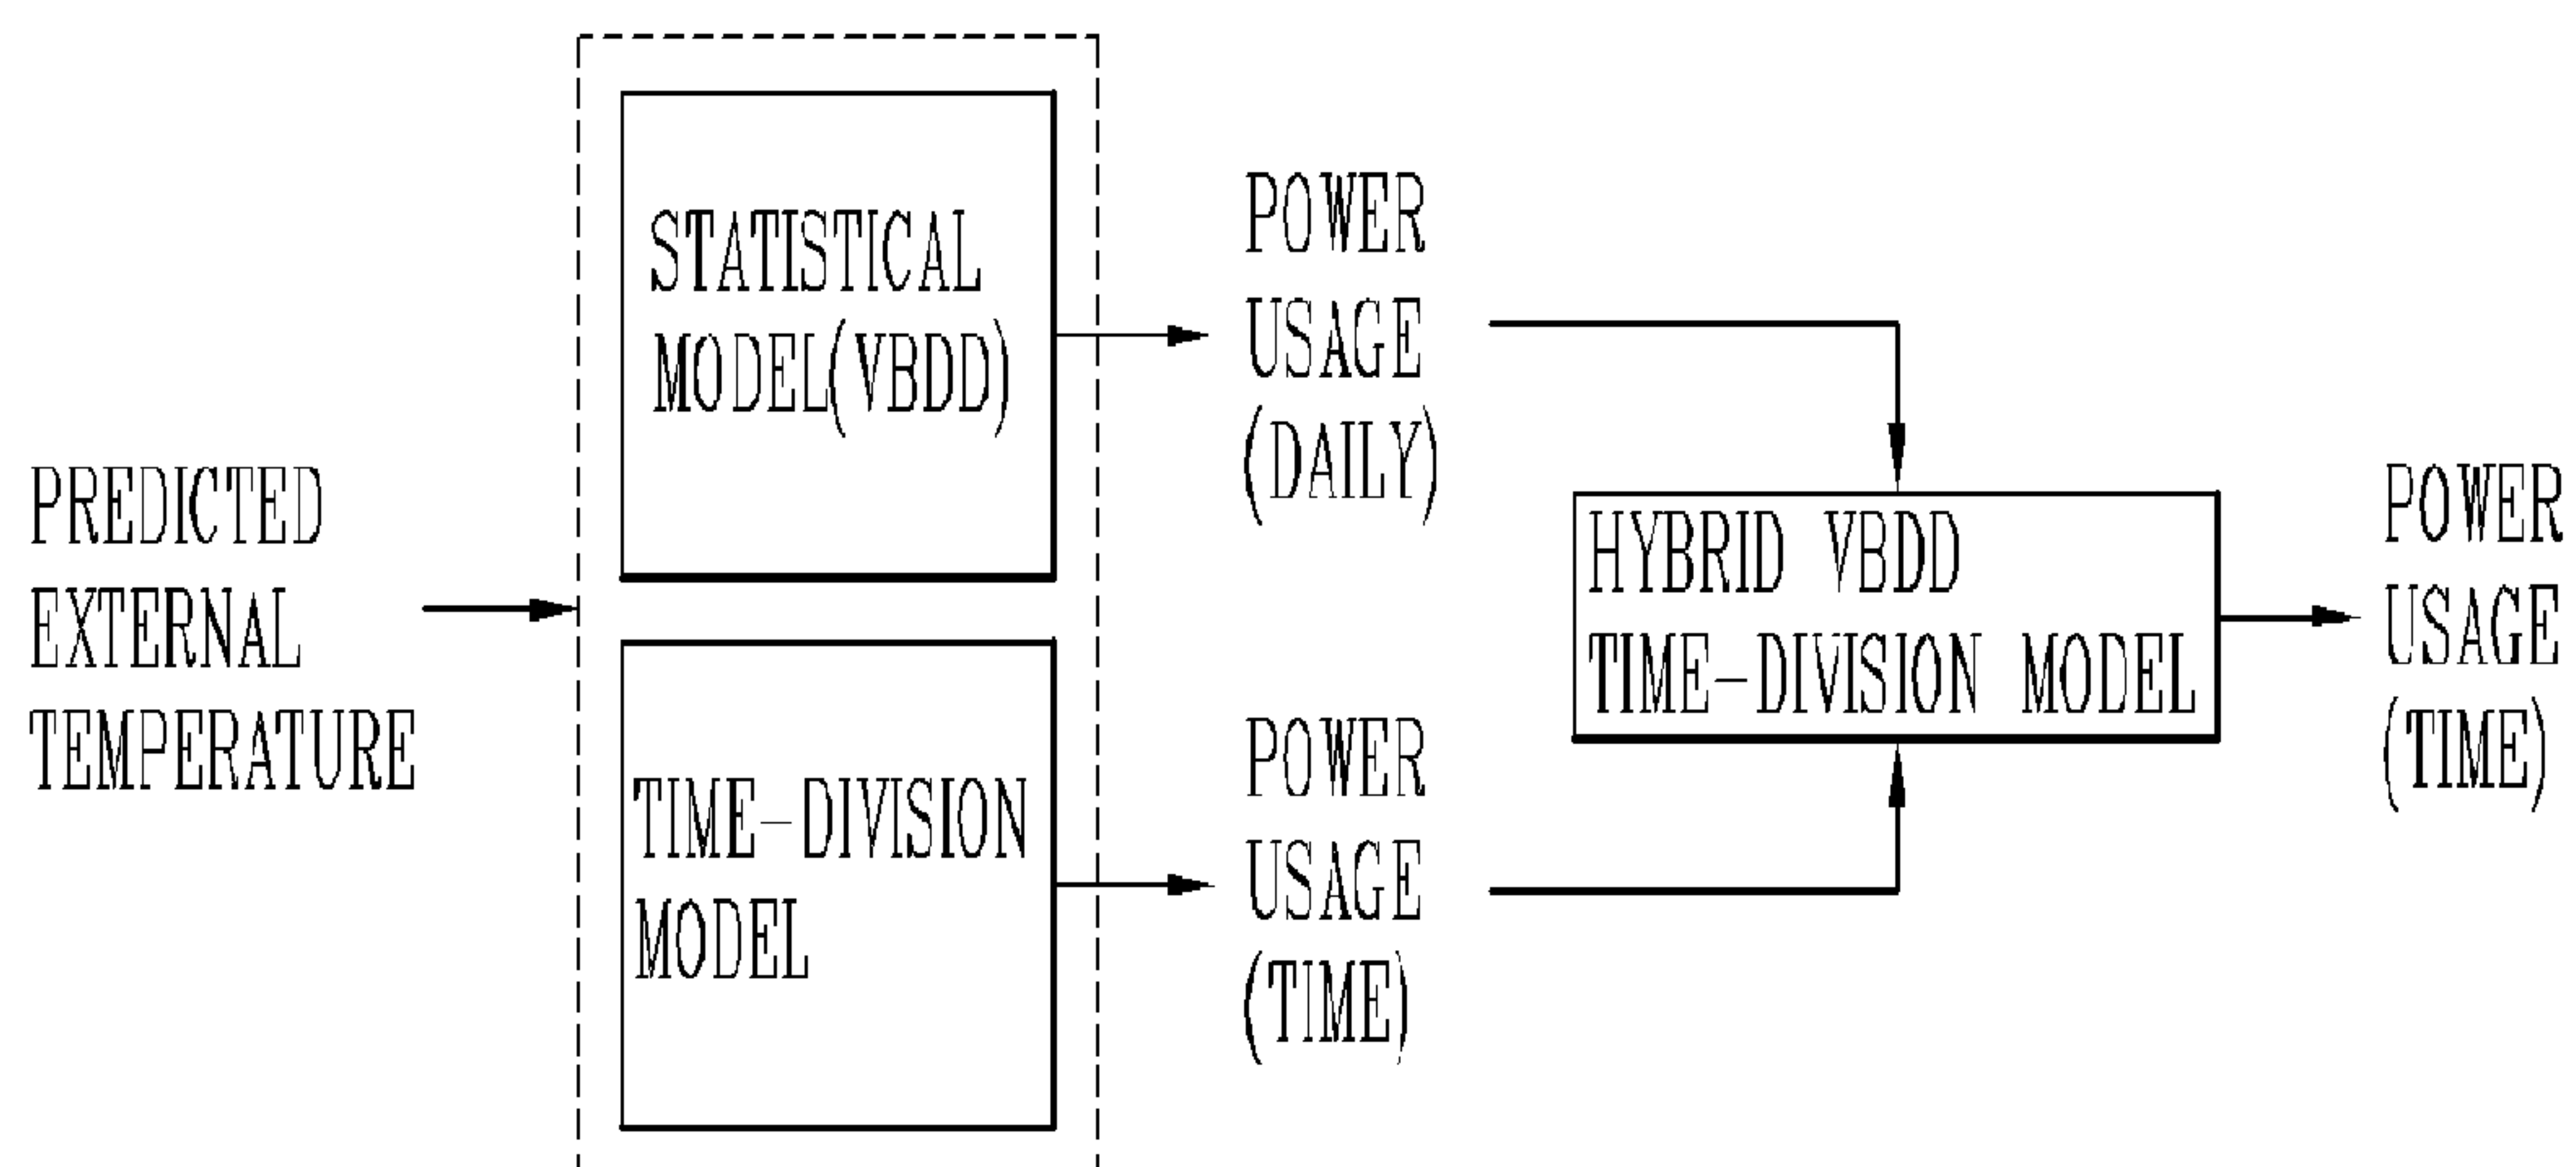 PREDICTED
EXTERNAL
TEMPERATURE
STATISTICAL
MODEL(VBDD)
TIME-DIVISION
MODEL
POWER
USAGE
(DAILY)
POWER
USAGE
(TIME)
HYBRID VBDD
TIME-DIVISION MODEL
POWER
USAGE
(TIME)